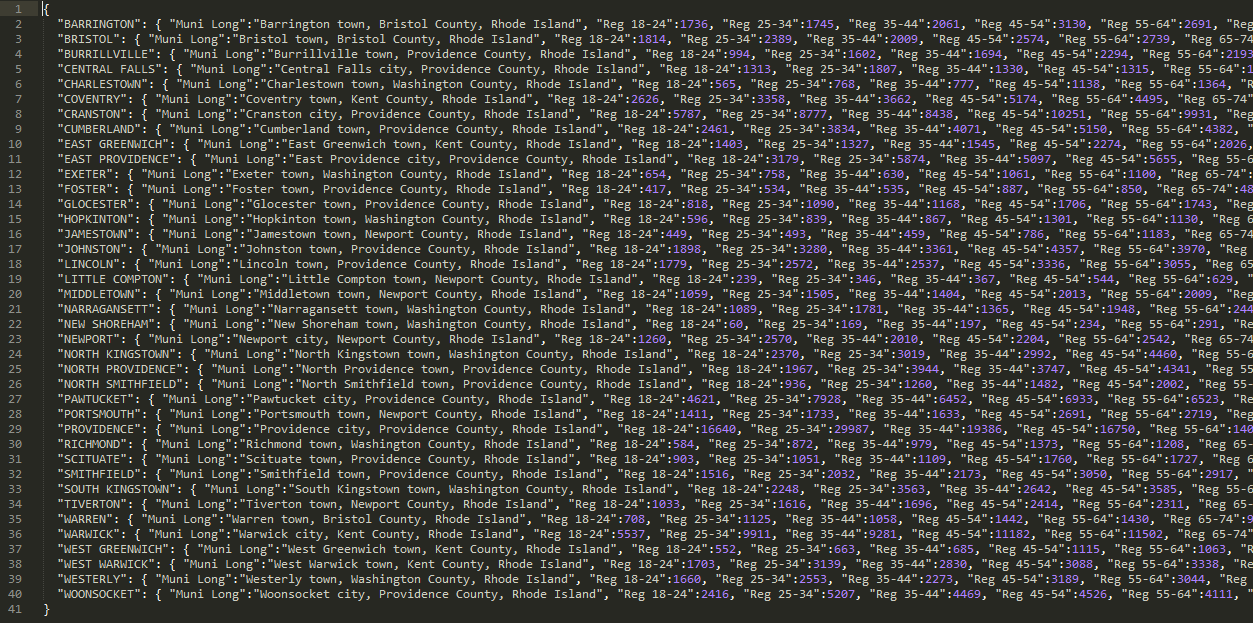 1 {
2 "BARRINGTON": { "Muni Long":"Barrington town, Bristol County, Rhode Island", "Reg 18-24":1736, "Reg 25-34":1745, "Reg 35-44":2061, "Reg 45-54":3130, "Reg 55-64":2691, "Reg
3 "BRISTOL": { "Muni Long":"Bristol town, Bristol County, Rhode Island", "Reg 18-24":1814, "Reg 25-34":2389, "Reg 35-44":2009, "Reg 45-54":2574, "Reg 55-64":2739, "Reg 65-74
4 "BURRILLVILLE": { "Muni Long":"Burrillville town, Providence County, Rhode Island", "Reg 18-24":994, "Reg 25-34":1602, "Reg 35-44":1694, "Reg 45-54":2294, "Reg 55-64":2193
5 "CENTRAL FALLS": { "Muni Long":"Central Falls city, Providence County, Rhode Island", "Reg 18-24":1313, "Reg 25-34":1807, "Reg 35-44":1330, "Reg 45-54":1315, "Reg 55-64":1
6 "CHARLESTOWN": { "Muni Long":"Charlestown town, Washington County, Rhode Island", "Reg 18-24":565, "Reg 25-34":768, "Reg 35-44":777, "Reg 45-54":1138, "Reg 55-64":1364, "R
7 "COVENTRY": { "Muni Long":"Coventry town, Kent County, Rhode Island", "Reg 18-24":2626, "Reg 25-34":3358, "Reg 35-44":3662, "Reg 45-54":5174, "Reg 55-64":4495, "Reg 65-74"
8 "CRANSTON": { "Muni Long":"Cranston city, Providence County, Rhode Island", "Reg 18-24":5787, "Reg 25-34":8777, "Reg 35-44":8438, "Reg 45-54":10251, "Reg 55-64":9931, "Reg
9 "CUMBERLAND": { "Muni Long":"Cumberland town, Providence County, Rhode Island", "Reg 18-24":2461, "Reg 25-34":3834, "Reg 35-44":4071, "Reg 45-54":5150, "Reg 55-64":4382, "
10 "EAST GREENWICH": { "Muni Long":"East Greenwich town, Kent County, Rhode Island", "Reg 18-24":1403, "Reg 25-34":1327, "Reg 35-44":1545, "Reg 45-54":2274, "Reg 55-64":2026,
11 "EAST PROVIDENCE": { "Muni Long":"East Providence city, Providence County, Rhode Island", "Reg 18-24":3179, "Reg 25-34":5874, "Reg 35-44":5097, "Reg 45-54":5655, "Reg 55-6
12 "EXETER": { "Muni Long":"Exeter town, Washington County, Rhode Island", "Reg 18-24":654, "Reg 25-34":758, "Reg 35-44":630, "Reg 45-54":1061, "Reg 55-64":1100, "Reg 65-74":
13 "FOSTER": { "Muni Long":"Foster town, Providence County, Rhode Island", "Reg 18-24":417, "Reg 25-34":534, "Reg 35-44":535, "Reg 45-54":887, "Reg 55-64":850, "Reg 65-74":48
14 "GLOCESTER": { "Muni Long":"Glocester town, Providence County, Rhode Island", "Reg 18-24":818, "Reg 25-34":1090, "Reg 35-44":1168, "Reg 45-54":1706, "Reg 55-64":1743, "Reg
15 "HOPKINTON": { "Muni Long":"Hopkinton town, Washington County, Rhode Island", "Reg 18-24":596, "Reg 25-34":839, "Reg 35-44":867, "Reg 45-54":1301, "Reg 55-64":1130, "Reg 6
16 "JAMESTOWN": { "Muni Long":"Jamestown town, Newport County, Rhode Island", "Reg 18-24":449, "Reg 25-34":493, "Reg 35-44":459, "Reg 45-54":786, "Reg 55-64":1183, "Reg 65-74
17 "JOHNSTON": { "Muni Long":"Johnston town, Providence County, Rhode Island", "Reg 18-24":1898, "Reg 25-34":3280, "Reg 35-44":3361, "Reg 45-54":4357, "Reg 55-64":3970, "Reg
18 "LINCOLN": { "Muni Long":"Lincoln town, Providence County, Rhode Island", "Reg 18-24":1779, "Reg 25-34":2572, "Reg 35-44":2537, "Reg 45-54":3336, "Reg 55-64":3055, "Reg 65
19 "LITTLE COMPTON": { "Muni Long":"Little Compton town, Newport County, Rhode Island", "Reg 18-24":239, "Reg 25-34":346, "Reg 35-44":367, "Reg 45-54":544, "Reg 55-64":629, "
20 "MIDDLETOWN": { "Muni Long":"Middletown town, Newport County, Rhode Island", "Reg 18-24":1059, "Reg 25-34":1505, "Reg 35-44":1404, "Reg 45-54":2013, "Reg 55-64":2009, "Reg
21 "NARRAGANSETT": { "Muni Long":"Narragansett town, Washington County, Rhode Island", "Reg 18-24":1089, "Reg 25-34":1781, "Reg 35-44":1365, "Reg 45-54":1948, "Reg 55-64":244
22 "NEW SHOREHAM": { "Muni Long":"New Shoreham town, Washington County, Rhode Island", "Reg 18-24":60, "Reg 25-34":169, "Reg 35-44":197, "Reg 45-54":234, "Reg 55-64":291, "Re
23 "NEWPORT": { "Muni Long":"Newport city, Newport County, Rhode Island", "Reg 18-24":1260, "Reg 25-34":2570, "Reg 35-44":2010, "Reg 45-54":2204, "Reg 55-64":2542, "Reg 65-74
24 "NORTH KINGSTOWN": { "Muni Long":"North Kingstown town, Washington County, Rhode Island", "Reg 18-24":2370, "Reg 25-34":3019, "Reg 35-44":2992, "Reg 45-54":4460, "Reg 55-6
25 "NORTH PROVIDENCE": { "Muni Long":"North Providence town, Providence County, Rhode Island", "Reg 18-24":1967, "Reg 25-34":3944, "Reg 35-44":3747, "Reg 45-54":4341, "Reg 55
26 "NORTH SMITHFIELD": { "Muni Long":"North Smithfield town, Providence County, Rhode Island", "Reg 18-24":936, "Reg 25-34":1260, "Reg 35-44":1482, "Reg 45-54":2002, "Reg 55-
27 "PAWTUCKET": { "Muni Long":"Pawtucket city, Providence County, Rhode Island", "Reg 18-24":4621, "Reg 25-34":7928, "Reg 35-44":6452, "Reg 45-54":6933, "Reg 55-64":6523, "Re
28 "PORTSMOUTH": { "Muni Long":"Portsmouth town, Newport County, Rhode Island", "Reg 18-24":1411, "Reg 25-34":1733, "Reg 35-44":1633, "Reg 45-54":2691, "Reg 55-64":2719, "Reg
29 "PROVIDENCE": { "Muni Long":"Providence city, Providence County, Rhode Island", "Reg 18-24":16640, "Reg 25-34":29987, "Reg 35-44":19386, "Reg 45-54":16750, "Reg 55-64":140
30 "RICHMOND": { "Muni Long":"Richmond town, Washington County, Rhode Island", "Reg 18-24":584, "Reg 25-34":872, "Reg 35-44":979, "Reg 45-54":1373, "Reg 55-64":1208, "Reg 65-
31 "SCITUATE": { "Muni Long":"Scituate town, Providence County, Rhode Island", "Reg 18-24":903, "Reg 25-34":1051, "Reg 35-44":1109, "Reg 45-54":1760, "Reg 55-64":1727, "Reg 6
32 "SMITHFIELD": { "Muni Long":"Smithfield town, Providence County, Rhode Island", "Reg 18-24":1516, "Reg 25-34":2032, "Reg 35-44":2173, "Reg 45-54":3050, "Reg 55-64":2917, "
33 "SOUTH KINGSTOWN": { "Muni Long":"South Kingstown town, Washington County, Rhode Island", "Reg 18-24":2248, "Reg 25-34":3563, "Reg 35-44":2642, "Reg 45-54":3585, "Reg 55-6
34 "TIVERTON": { "Muni Long":"Tiverton town, Newport County, Rhode Island", "Reg 18-24":1033, "Reg 25-34":1616, "Reg 35-44":1696, "Reg 45-54":2414, "Reg 55-64":2311, "Reg 65
35 "WARREN": { "Muni Long":"Warren town, Bristol County, Rhode Island", "Reg 18-24":708, "Reg 25-34":1125, "Reg 35-44":1058, "Reg 45-54":1442, "Reg 55-64":1430, "Reg 65-74":9
36 "WARWICK": { "Muni Long":"Warwick city, Kent County, Rhode Island", "Reg 18-24":5537, "Reg 25-34":9911, "Reg 35-44":9281, "Reg 45-54":11182, "Reg 55-64":11502, "Reg 65-74"
37 "WEST GREENWICH": { "Muni Long":"West Greenwich town, Kent County, Rhode Island", "Reg 18-24":552, "Reg 25-34":663, "Reg 35-44":685, "Reg 45-54":1115, "Reg 55-64":1063, "R
38 "WEST WARWICK": { "Muni Long":"West Warwick town, Kent County, Rhode Island", "Reg 18-24":1703, "Reg 25-34":3139, "Reg 35-44":2830, "Reg 45-54":3088, "Reg 55-64":3338, "Re
39 "WESTERLY": { "Muni Long":"Westerly town, Washington County, Rhode Island", "Reg 18-24":1660, "Reg 25-34":2553, "Reg 35-44":2273, "Reg 45-54":3189, "Reg 55-64":3044, "Reg
40 "WOONSOCKET": { "Muni Long":"Woonsocket city, Providence County, Rhode Island", "Reg 18-24":2416, "Reg 25-34":5207, "Reg 35-44":4469, "Reg 45-54":4526, "Reg 55-64":4111, "
41 }